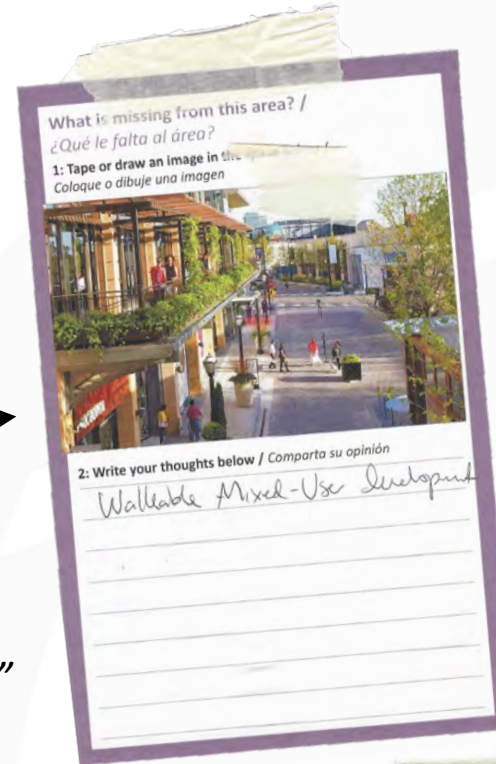 What is missing from this area? /
¿Qué le falta al área?
1: Tape or draw an image in
Coloque o dibuje una imagen
2: Write your thoughts below / Comparta su opinión
Walkable Mixed-Use Development
”